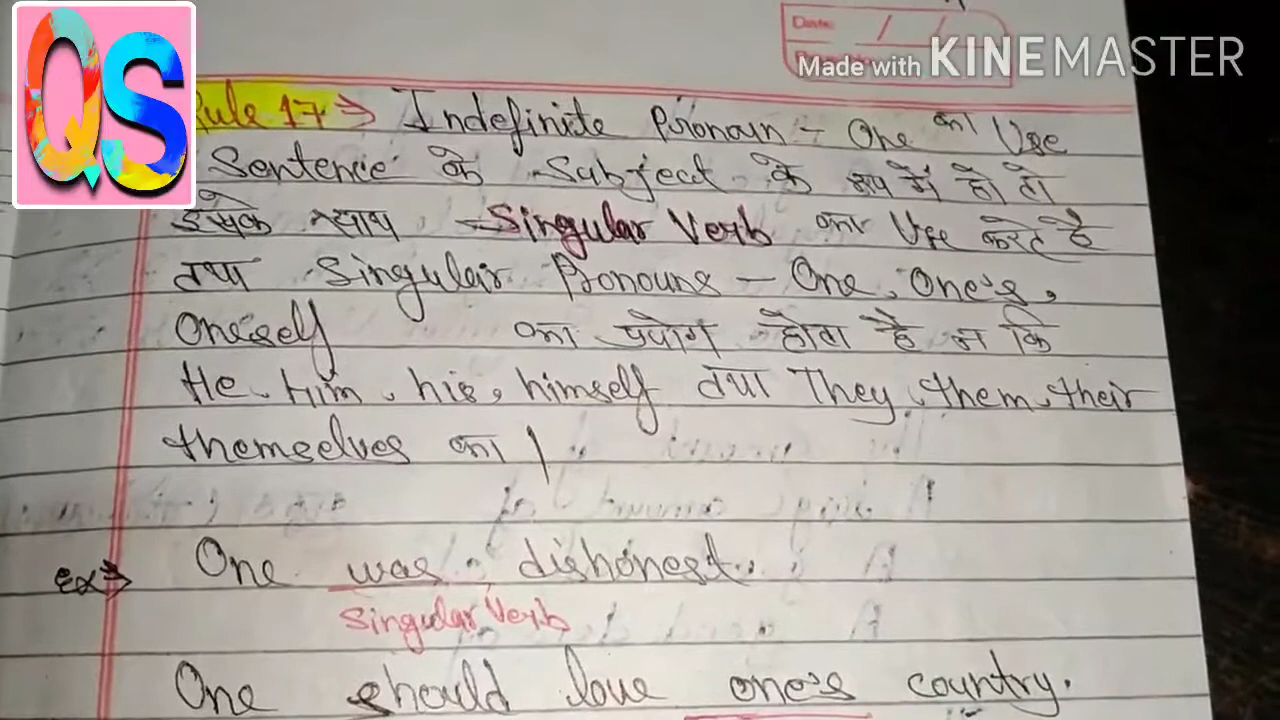 QS
Date: / /
Made with KINEMASTER
Rule 17 ⇒ Indefinite Pronoun - One का Use
Sentence के Subject के रूप में हो तो
इसके साथ -Singular Verb का Use करते है
तथा Singular Pronouns - One, One's,
Oneself का प्रयोग होता है न कि
He, Him, his, himself तथा They, them, their
themselves का |
ex⇒ One was dishonest.
Singular Verb
One should love one's country.